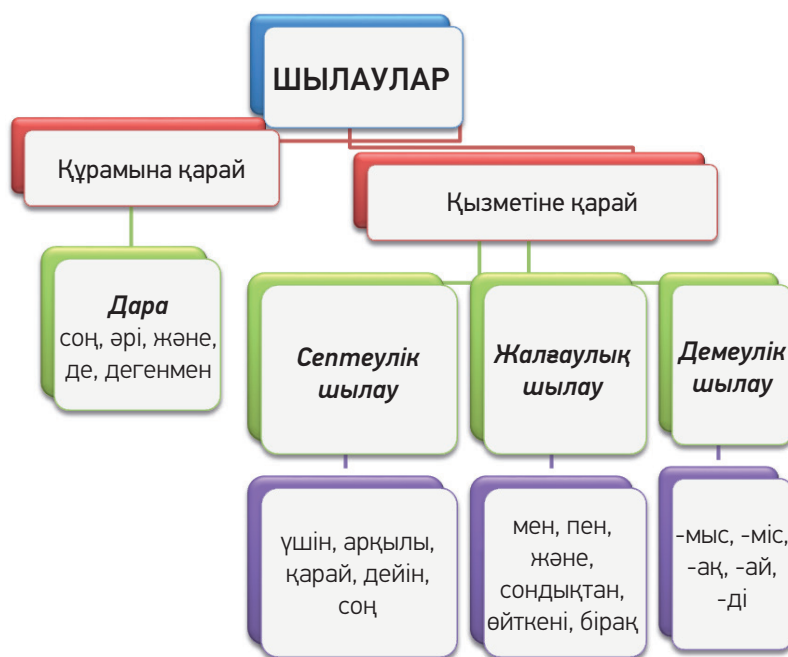 ШЫЛАУЛАР
Құрамына қарай
Қызметіне қарай
Дара
соң, әрі, және,
де, дегенмен
Септеулік
шылау
Жалғаулық
шылау
Демеулік
шылау
үшін, арқылы,
қарай, дейін,
соң
мен, пен,
және,
сондықтан,
өйткені, бірақ
-мыс, -міс,
-ақ, -ай,
-ді